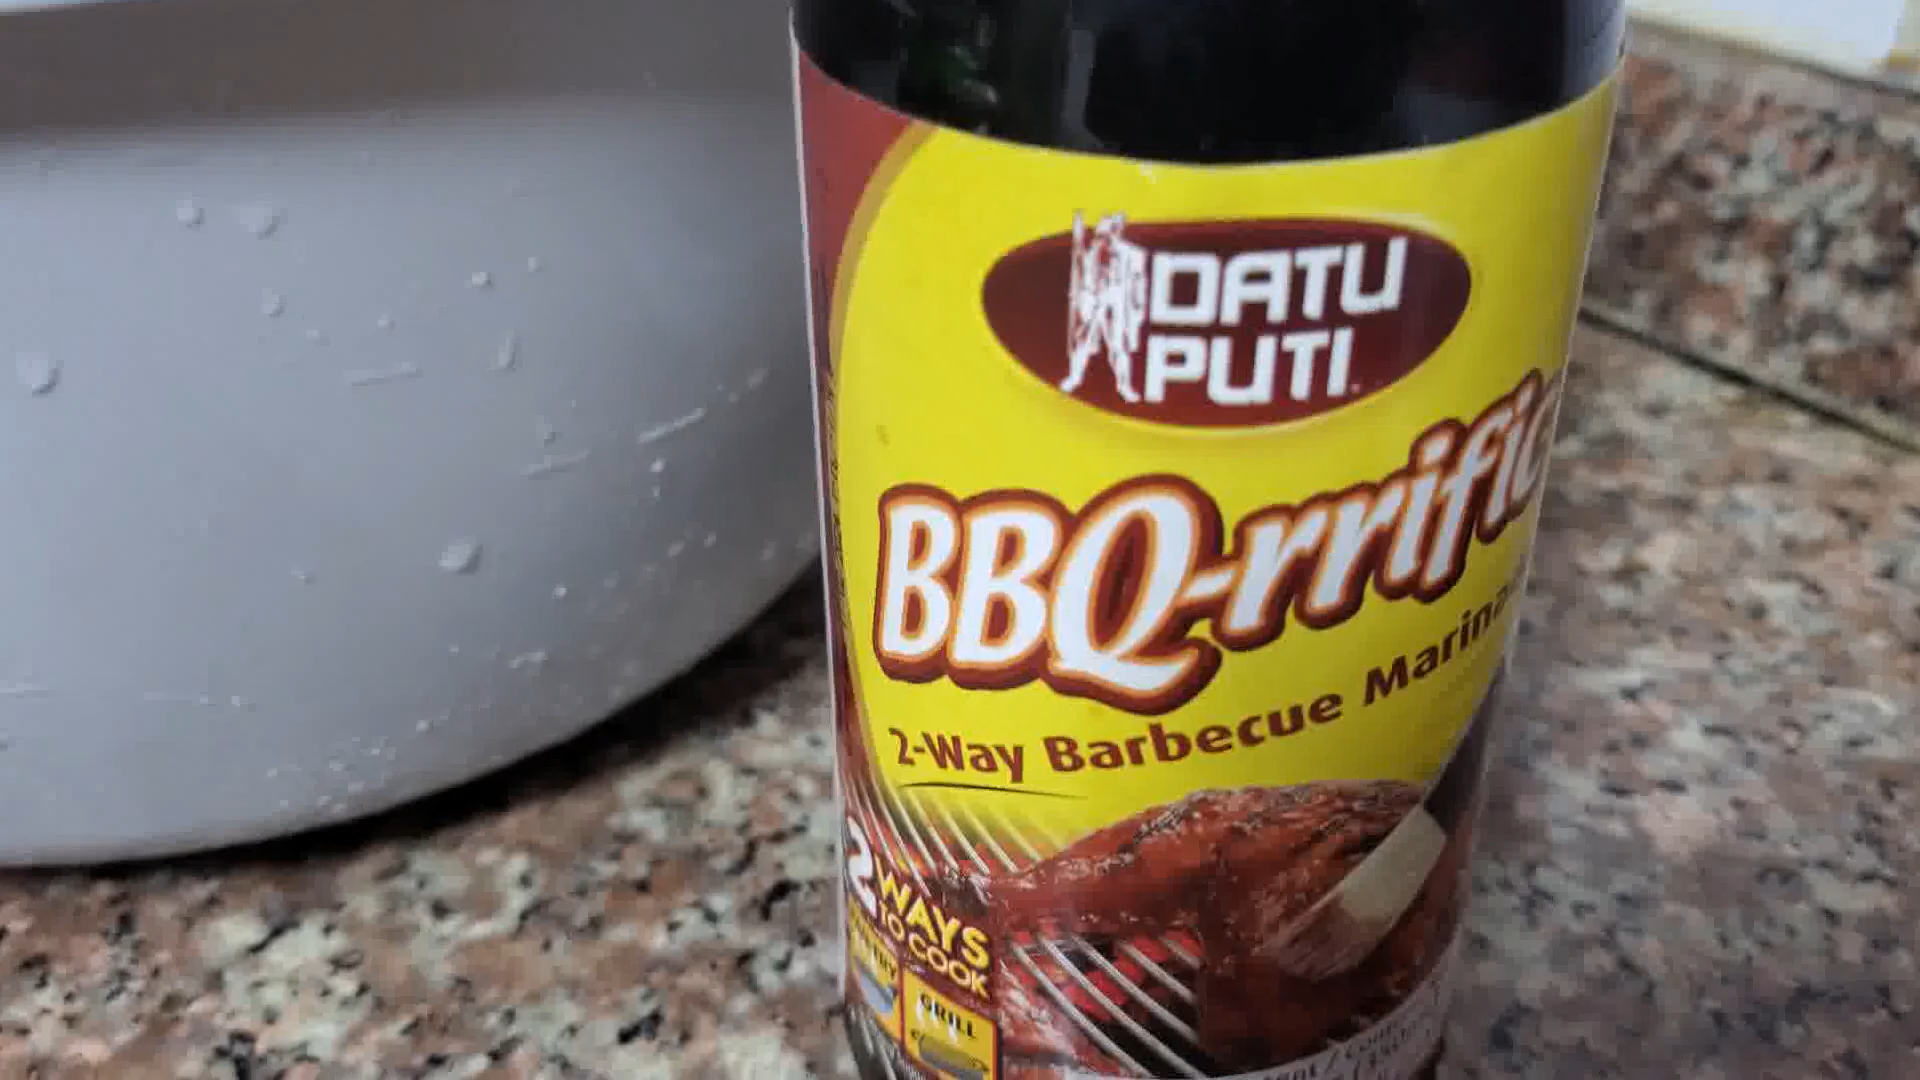 DATU
PUTI
BBQ-rrific
2-Way Barbecue Marina
2 WAYS
TO COOK
GRILL